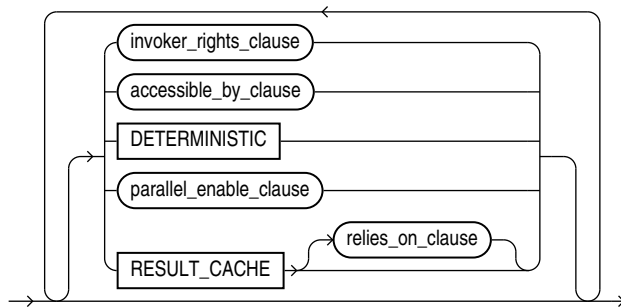 invoker_rights_clause
accessible_by_clause
DETERMINISTIC
parallel_enable_clause
relies_on_clause
RESULT_CACHE